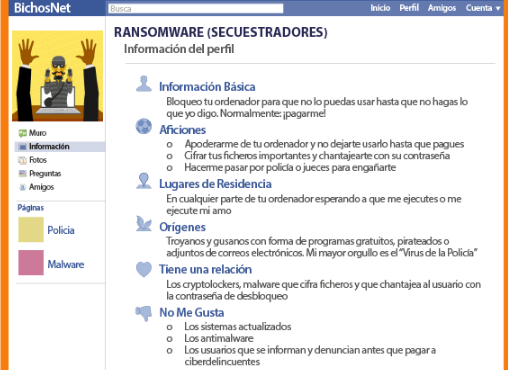 BichosNet
Busca
Inicio Perfil Amigos Cuenta
RANSOMWARE (SECUESTRADORES)
Información del perfil
Muro
Información
Fotos
Preguntas
Amigos
Páginas
Policia
Malware
Información Básica
Bloqueo tu ordenador para que no lo puedas usar hasta que no hagas lo
que yo digo. Normalmente: ¡pagarme!
Aficiones
o Apoderarme de tu ordenador y no dejarte usarlo hasta que pagues
o Cifrar tus ficheros importantes y chantajearte con su contraseña
o Hacerme pasar por policía o jueces para engañarte
Lugares de Residencia
En cualquier parte de tu ordenador esperando a que me ejecutes o me
ejecute mi amo
Orígenes
Troyanos y gusanos con forma de programas gratuitos, pirateados o
adjuntos de correos electrónicos. Mi mayor orgullo es el "Virus de la Policía"
Tiene una relación
Los cryptolockers, malware que cifra ficheros y que chantajea al usuario con
la contraseña de desbloqueo
No Me Gusta
o Los sistemas actualizados
o Los antimalware
o Los usuarios que se informan y denuncian antes que pagar a
ciberdelincuentes